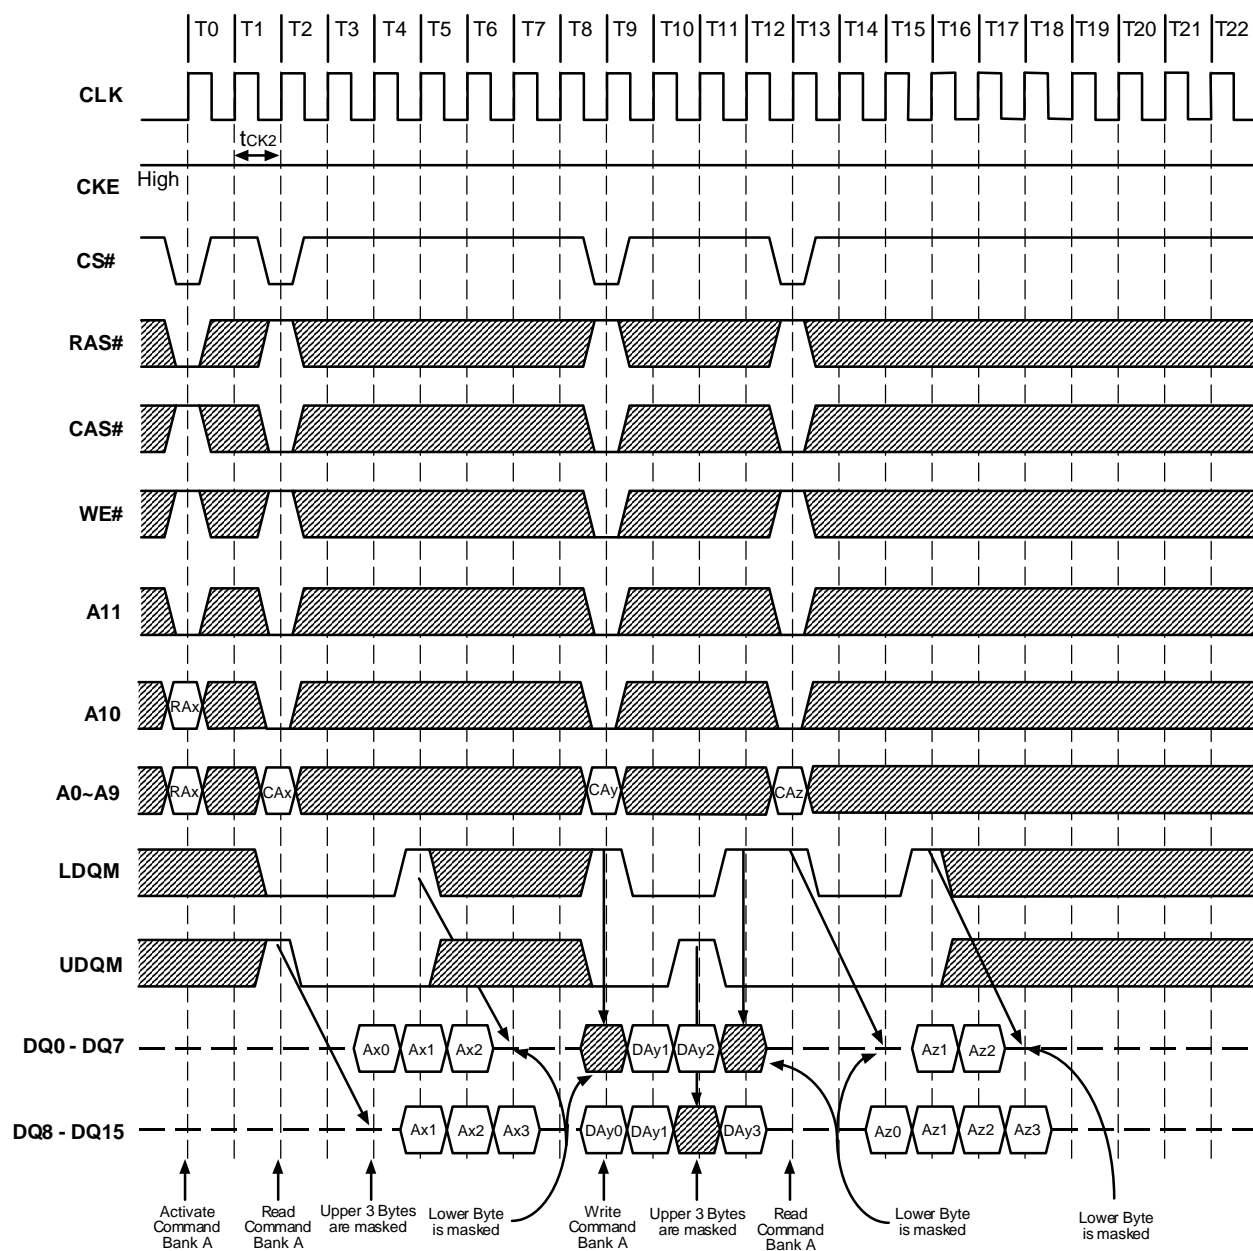 T0 T1 T2 T3 T4 T5 T6 T7 T8 T9 T10 T11 T12 T13 T14 T15 T16 T17 T18 T19 T20 T21 T22
CLK
tCK2
High
CKE
CS#
RAS#
CAS#
WE#
A11
A10 RAx
A0~A9 RAx CAx CAy CAz
LDQM
UDQM
DQ0 - DQ7 Ax0 Ax1 Ax2 DAy1 DAy2 Az1 Az2
DQ8 - DQ15 Ax1 Ax2 Ax3 DAy0 DAy1 DAy3 Az0 Az1 Az2 Az3
Activate
Command
Bank A
Read
Command
Bank A
Upper 3 Bytes
are masked
Lower Byte
is masked
Write
Command
Bank A
Upper 3 Bytes
are masked
Read
Command
Bank A
Lower Byte
is masked
Lower Byte
is masked